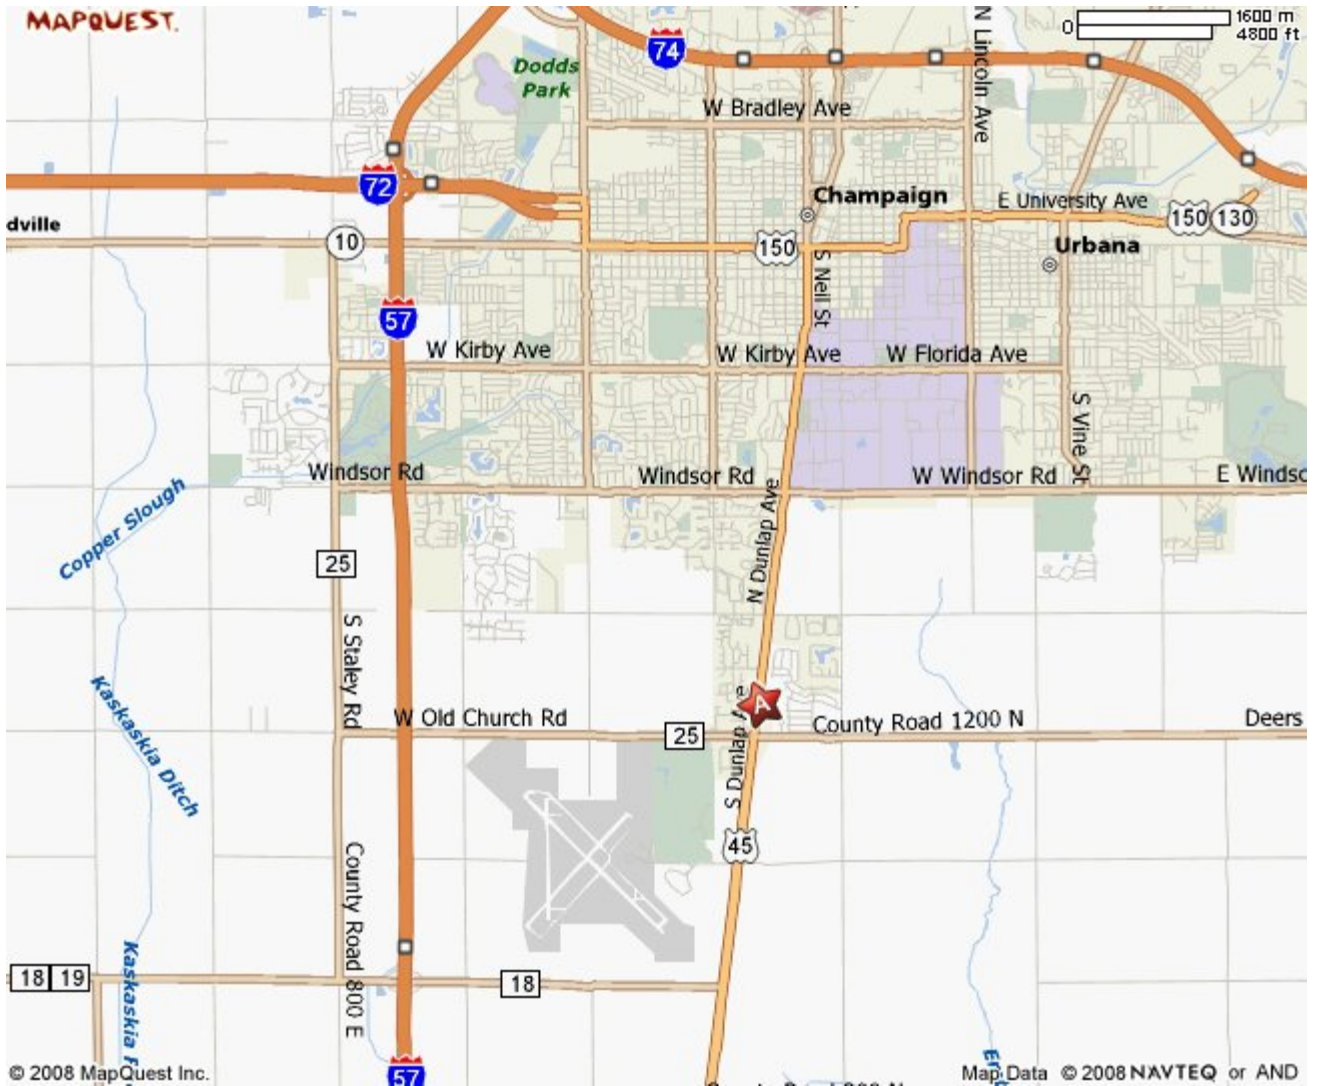 MAPQUEST.
1600 m
0
4800 ft
74
N Lincoln Ave
Dodds
Park
W Bradley Ave
72
Champaign
E University Ave
150
130
dville
10
150
Urbana
S Neil St
57
W Kirby Ave
W Kirby Ave
W Florida Ave
S Vine St
Windsor Rd
Windsor Rd
W Windsor Rd
E Windsc
Copper Slough
N Dunlap Ave
25
S Staley Rd
Kaskaskia Ditch
A
W Old Church Rd
25
S Dunlap Ave
County Road 1200 N
Deers
45
County Road 800 E
18
19
18
Kaskaskia
57
© 2008 MapQuest Inc.
Map Data © 2008 NAVTEQ or AND